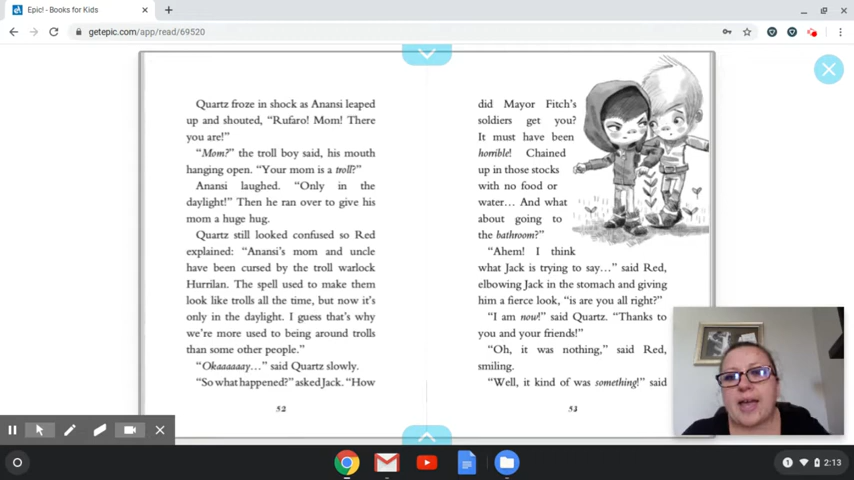 Epic! - Books for Kids
getepic.com/app/read/69520
Quartz froze in shock as Anansi leaped
up and shouted, “Rufaro! Mom! There
you are!”
“Mom?” the troll boy said, his mouth
hanging open. “Your mom is a troll?”
Anansi laughed. “Only in the
daylight!” Then he ran over to give his
mom a huge hug.
Quartz still looked confused so Red
explained: “Anansi’s mom and uncle
have been cursed by the troll warlock
Hurrilan. The spell used to make them
look like trolls all the time, but now it’s
only in the daylight. I guess that’s why
we’re more used to being around trolls
than some other people.”
“Okaaaaaay…” said Quartz slowly.
“So what happened?” asked Jack. “How
52
did Mayor Fitch’s
soldiers get you?
It must have been
horrible! Chained
up in those stocks
with no food or
water… And what
about going to
the bathroom?”
“Ahem! I think
what Jack is trying to say…” said Red,
elbowing Jack in the stomach and giving
him a fierce look, “is are you all right?”
“I am now!” said Quartz. “Thanks to
you and your friends!”
“Oh, it was nothing,” said Red,
smiling.
“Well, it kind of was something!” said
53
1
2:13